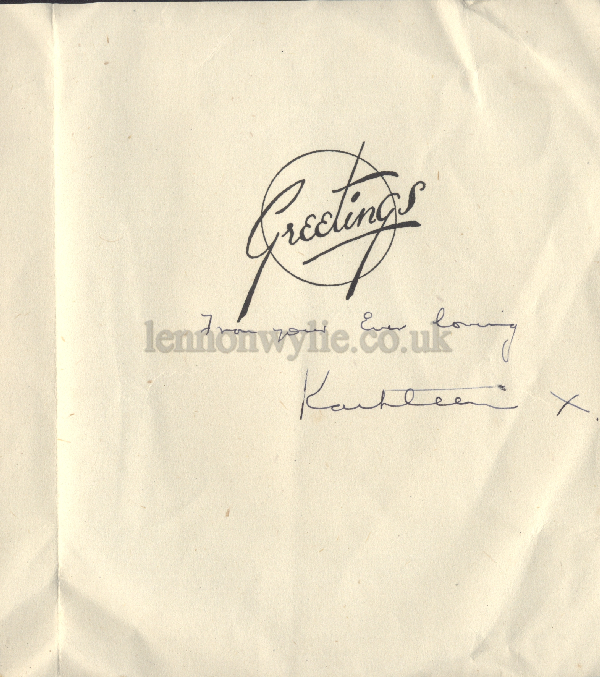 Greetings
From your Ever loving
lennonwylie.co.uk
Kathleen X.